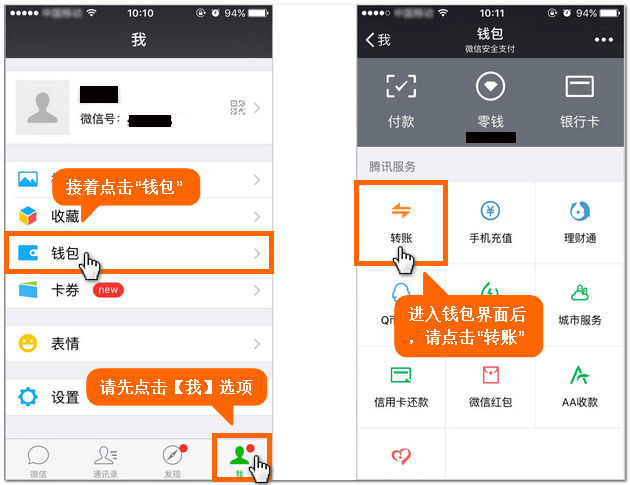 10:10
94%
我
微信号：
接着点击“钱包”
收藏
钱包
卡券
new
表情
请先点击【我】选项
设置
微信
通讯录
发现
我
10:11
94%
我
钱包
微信安全支付
付款
零钱
银行卡
腾讯服务
转账
手机充值
理财通
进入钱包界面后
，请点击“转账”
Q
城市服务
信用卡还款
微信红包
AA收款